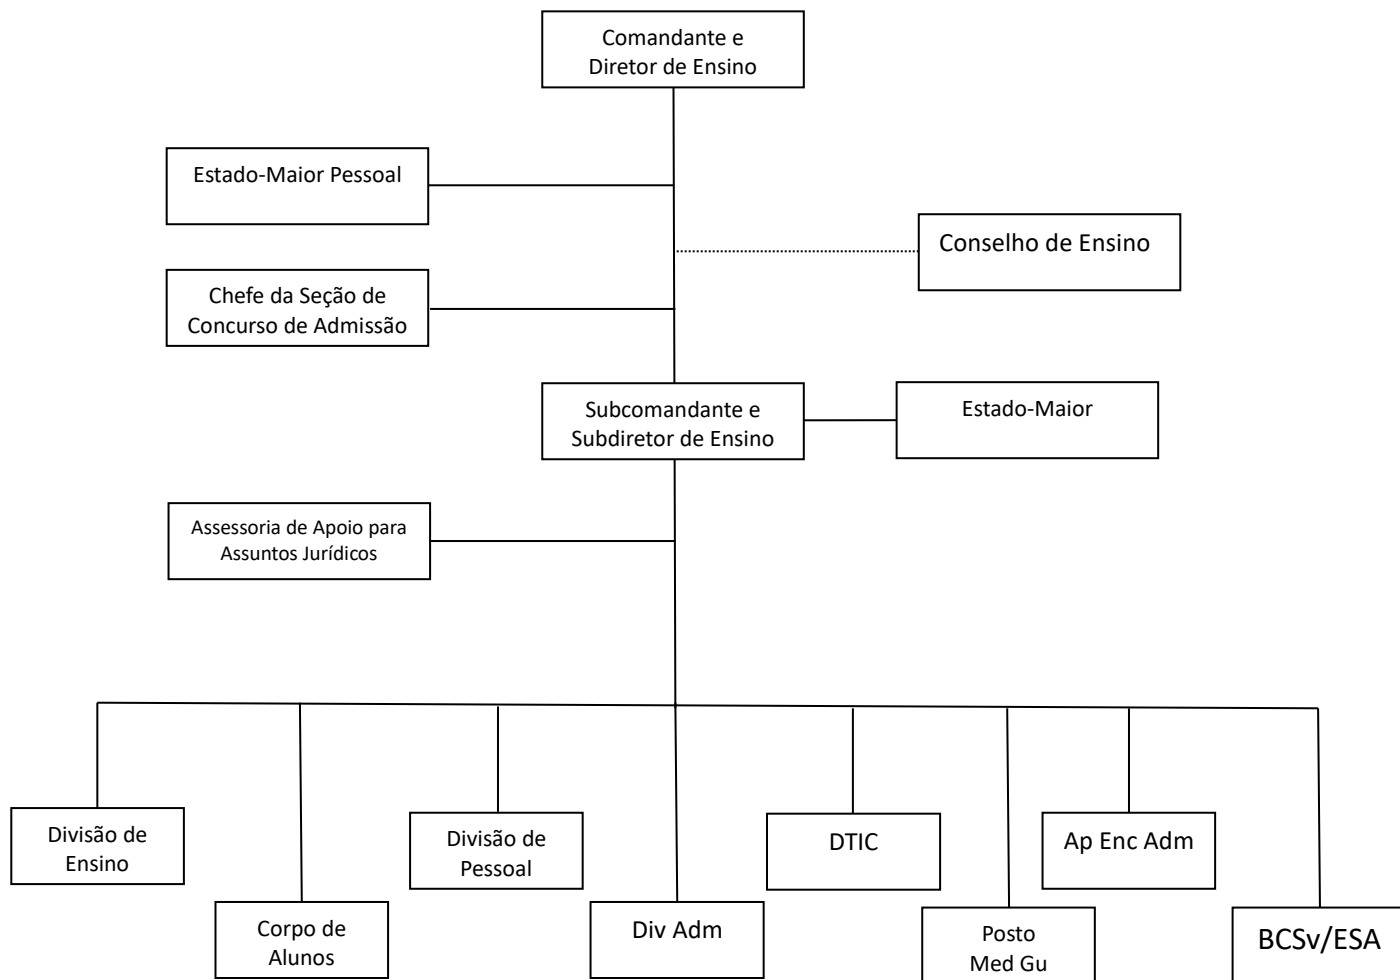 Comandante e
Diretor de Ensino
Estado-Maior Pessoal
Conselho de Ensino
Chefe da Seção de
Concurso de Admissão
Subcomandante e
Subdiretor de Ensino
Estado-Maior
Assessoria de Apoio para
Assuntos Jurídicos
Divisão de
Ensino
Corpo de
Alunos
Divisão de
Pessoal
Div Adm
DTIC
Posto
Med Gu
Ap Enc Adm
BCSv/ESA